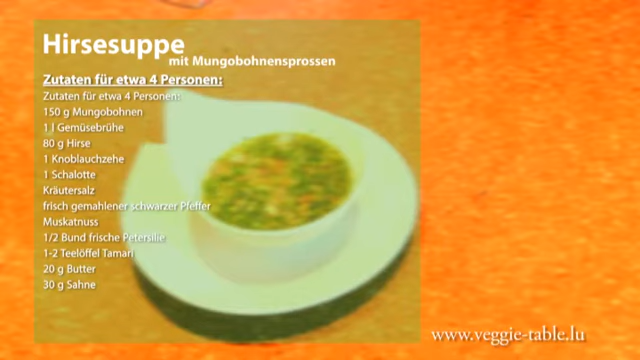 Hirsesuppe
mit Mungobohnensprossen
Zutaten für etwa 4 Personen:
Zutaten für etwa 4 Personen:
150 g Mungobohnen
1 l Gemüsebrühe
80 g Hirse
1 Knoblauchzehe
1 Schalotte
Kräutersalz
frisch gemahlener schwarzer Pfeffer
Muskatnuss
1/2 Bund frische Petersilie
1-2 Teelöffel Tamari
20 g Butter
30 g Sahne
www.veggie-table.lu